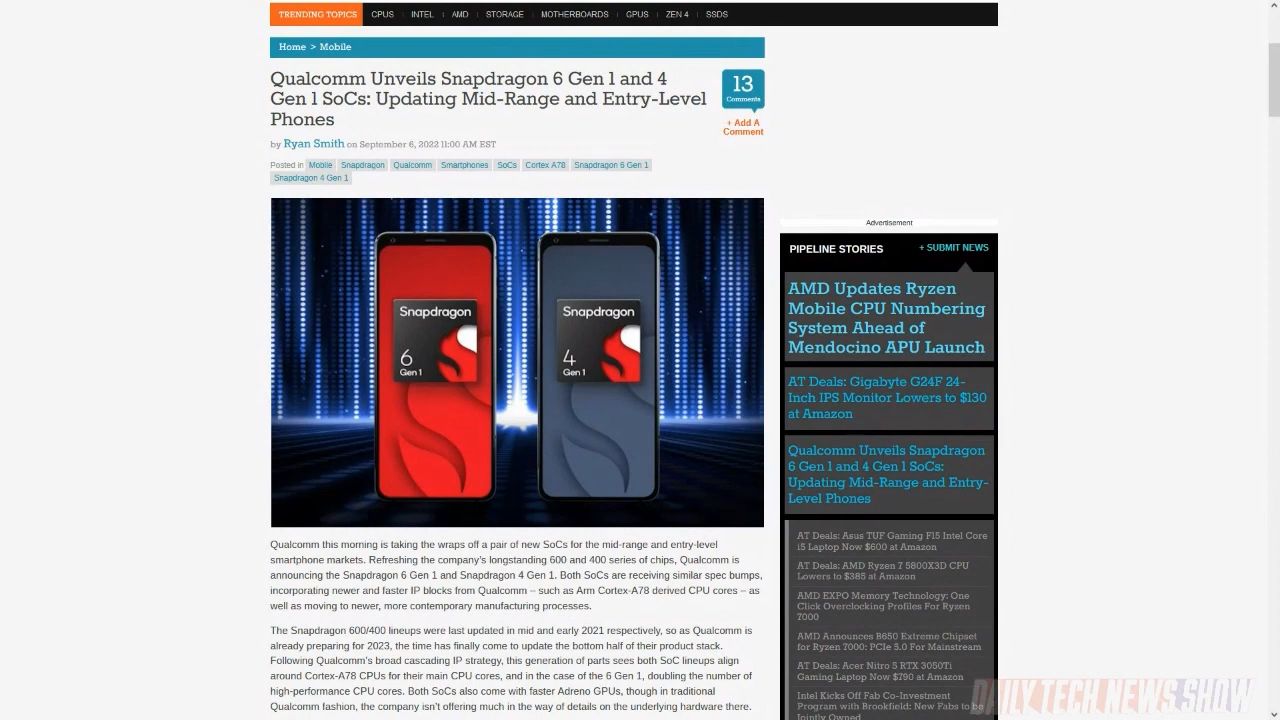 TRENDING TOPICS CPUS INTEL AMD STORAGE MOTHERBOARDS GPUS ZEN 4 SSDS
Home > Mobile
Qualcomm Unveils Snapdragon 6 Gen 1 and 4
Gen 1 SoCs: Updating Mid-Range and Entry-Level
Phones
13
Comments
+ Add A
Comment
by Ryan Smith on September 6, 2022 11:00 AM EST
Posted in Mobile Snapdragon Qualcomm Smartphones SoCs Cortex A78 Snapdragon 6 Gen 1
Snapdragon 4 Gen 1
Snapdragon
6
Gen 1
Snapdragon
4
Gen 1
Qualcomm this morning is taking the wraps off a pair of new SoCs for the mid-range and entry-level
smartphone markets. Refreshing the company's longstanding 600 and 400 series of chips, Qualcomm is
announcing the Snapdragon 6 Gen 1 and Snapdragon 4 Gen 1. Both SoCs are receiving similar spec bumps,
incorporating newer and faster IP blocks from Qualcomm – such as Arm Cortex-A78 derived CPU cores – as
well as moving to newer, more contemporary manufacturing processes.
The Snapdragon 600/400 lineups were last updated in mid and early 2021 respectively, so as Qualcomm is
already preparing for 2023, the time has finally come to update the bottom half of their product stack.
Following Qualcomm's broad cascading IP strategy, this generation of parts sees both SoC lineups align
around Cortex-A78 CPUs for their main CPU cores, and in the case of the 6 Gen 1, doubling the number of
high-performance CPU cores. Both SoCs also come with faster Adreno GPUs, though in traditional
Qualcomm fashion, the company isn't offering much in the way of details on the underlying hardware there.
Advertisement
PIPELINE STORIES + SUBMIT NEWS
AMD Updates Ryzen
Mobile CPU Numbering
System Ahead of
Mendocino APU Launch
AT Deals: Gigabyte G24F 24-
Inch IPS Monitor Lowers to $130
at Amazon
Qualcomm Unveils Snapdragon
6 Gen 1 and 4 Gen 1 SoCs:
Updating Mid-Range and Entry-
Level Phones
AT Deals: Asus TUF Gaming F15 Intel Core
i5 Laptop Now $600 at Amazon
AT Deals: AMD Ryzen 7 5800X3D CPU
Lowers to $385 at Amazon
AMD EXPO Memory Technology: One
Click Overclocking Profiles For Ryzen
7000
AMD Announces B650 Extreme Chipset
for Ryzen 7000: PCIe 5.0 For Mainstream
AT Deals: Acer Nitro 5 RTX 3050Ti
Gaming Laptop Now $790 at Amazon
Intel Kicks Off Fab Co-Investment
Program with Brookfield: New Fabs to be
Jointly Owned
DAILY TECH NEWS SHOW